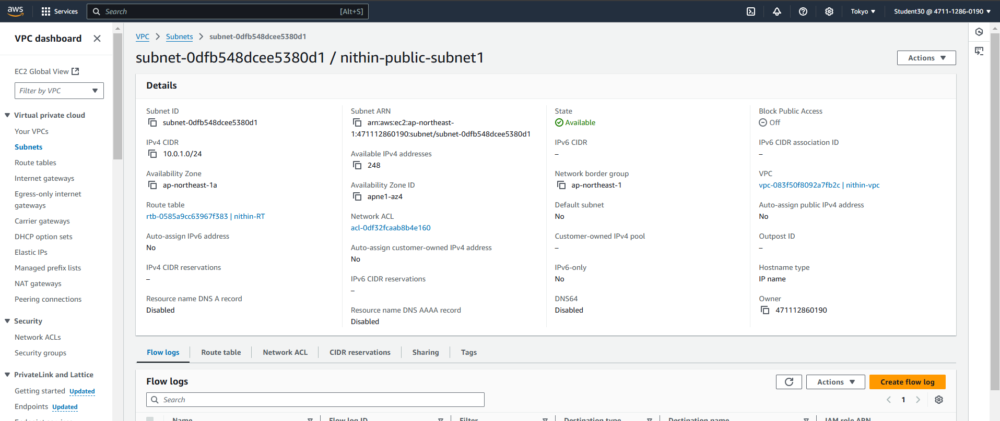 aws
Services
Search
[Alt+S]
Tokyo
Student30 @ 4711-1286-0190
VPC dashboard
EC2 Global View
Filter by VPC
Virtual private cloud
Your VPCs
Subnets
Route tables
Internet gateways
Egress-only internet
gateways
Carrier gateways
DHCP option sets
Elastic IPs
Managed prefix lists
NAT gateways
Peering connections
Security
Network ACLs
Security groups
PrivateLink and Lattice
Getting started Updated
Endpoints Updated
VPC > Subnets > subnet-0dfb548dcee5380d1
subnet-0dfb548dcee5380d1 / nithin-public-subnet1
Actions
Details
Subnet ID
subnet-0dfb548dcee5380d1
IPv4 CIDR
10.0.1.0/24
Availability Zone
ap-northeast-1a
Route table
rtb-0585a9cc63967f383 | nithin-RT
Auto-assign IPv6 address
No
IPv4 CIDR reservations
–
Resource name DNS A record
Disabled
Subnet ARN
arn:aws:ec2:ap-northeast-
1:471112860190:subnet/subnet-0dfb548dcee5380d1
Available IPv4 addresses
248
Availability Zone ID
apne1-az4
Network ACL
acl-0df32fcaab8b4e160
Auto-assign customer-owned IPv4 address
No
IPv6 CIDR reservations
–
Resource name DNS AAAA record
Disabled
State
Available
IPv6 CIDR
–
Network border group
ap-northeast-1
Default subnet
No
Customer-owned IPv4 pool
–
IPv6-only
No
DNS64
Disabled
Block Public Access
Off
IPv6 CIDR association ID
–
VPC
vpc-083f50f8092a7fb2c | nithin-vpc
Auto-assign public IPv4 address
No
Outpost ID
–
Hostname type
IP name
Owner
471112860190
Flow logs
Route table
Network ACL
CIDR reservations
Sharing
Tags
Flow logs
Actions
Create flow log
Search
1
Name
Flow log ID
Filter
Destination type
Destination name
IAM role ARN